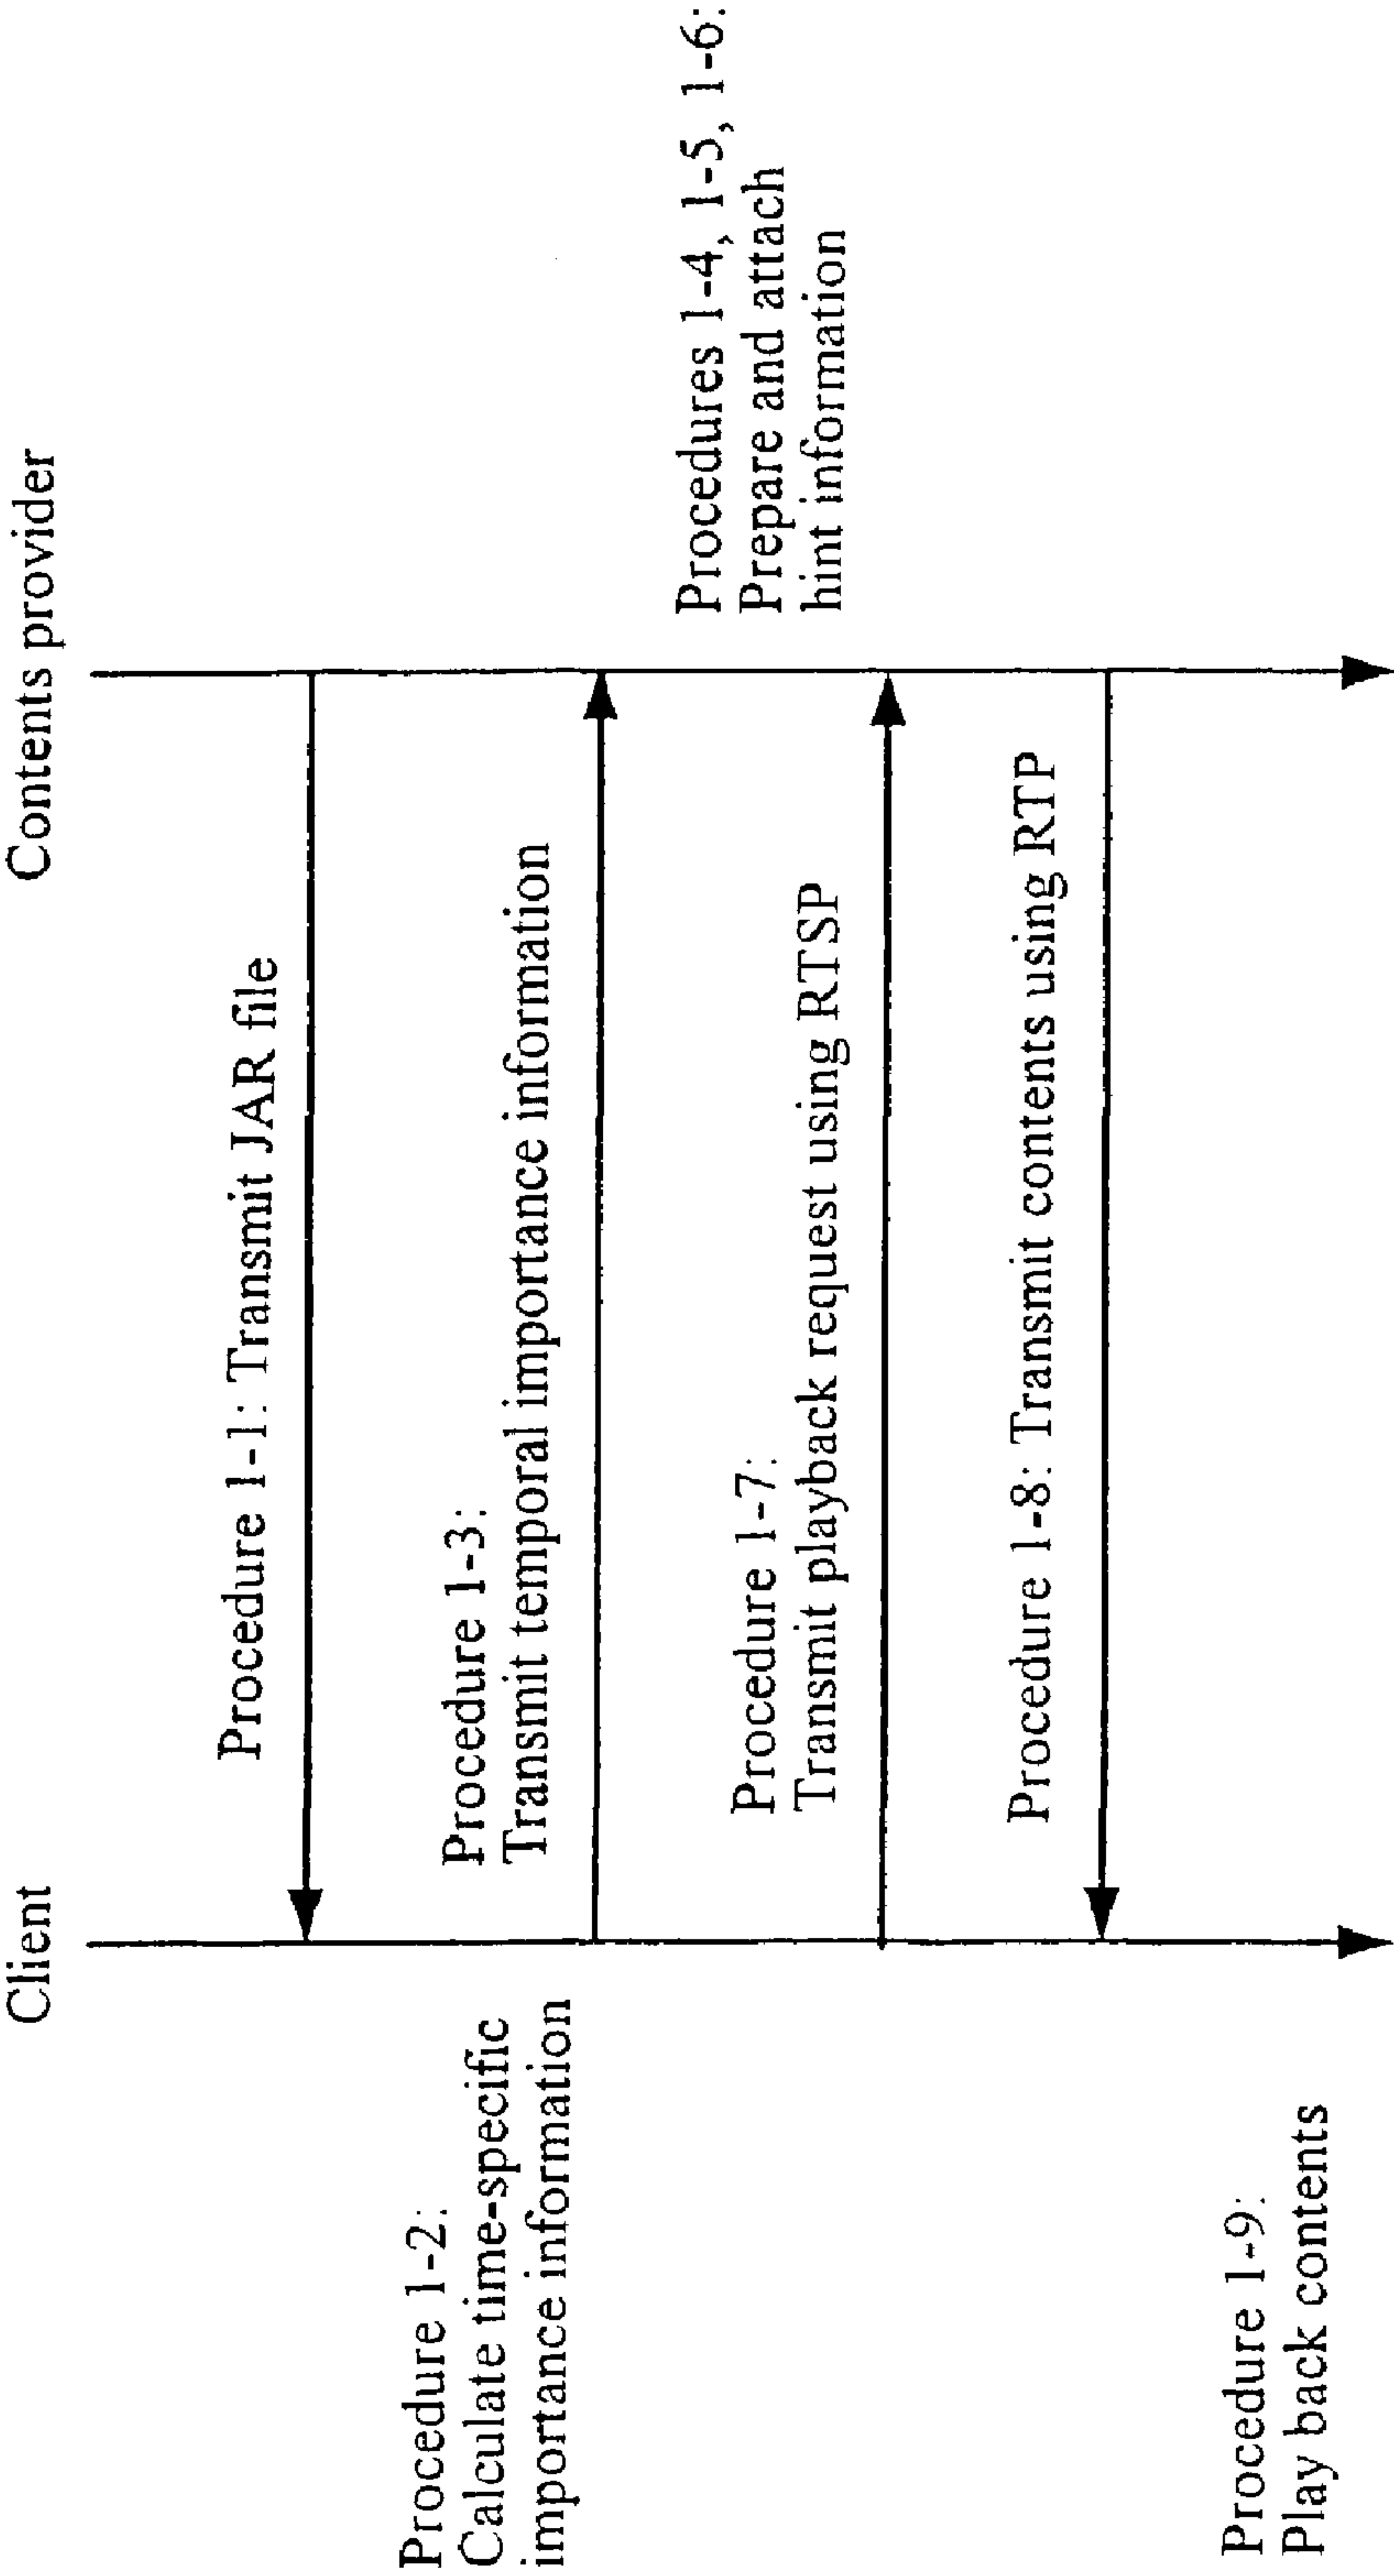 Client
Contents provider
Procedure 1-1: Transmit JAR file
Procedure 1-2:
Calculate time-specific
importance information
Procedure 1-3:
Transmit temporal importance information
Procedures 1-4, 1-5, 1-6:
Prepare and attach
hint information
Procedure 1-7:
Transmit playback request using RTSP
Procedure 1-8: Transmit contents using RTP
Procedure 1-9:
Play back contents